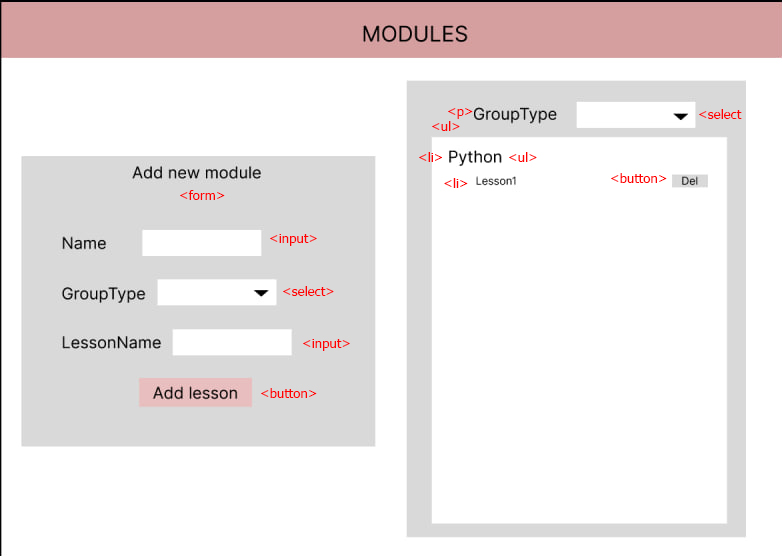 MODULES
Add new module
<form>
Name <input>
GroupType <select>
LessonName <input>
Add lesson <button>
<p>GroupType <select
<ul>
<li> Python <ul>
<li> Lesson1 <button> Del